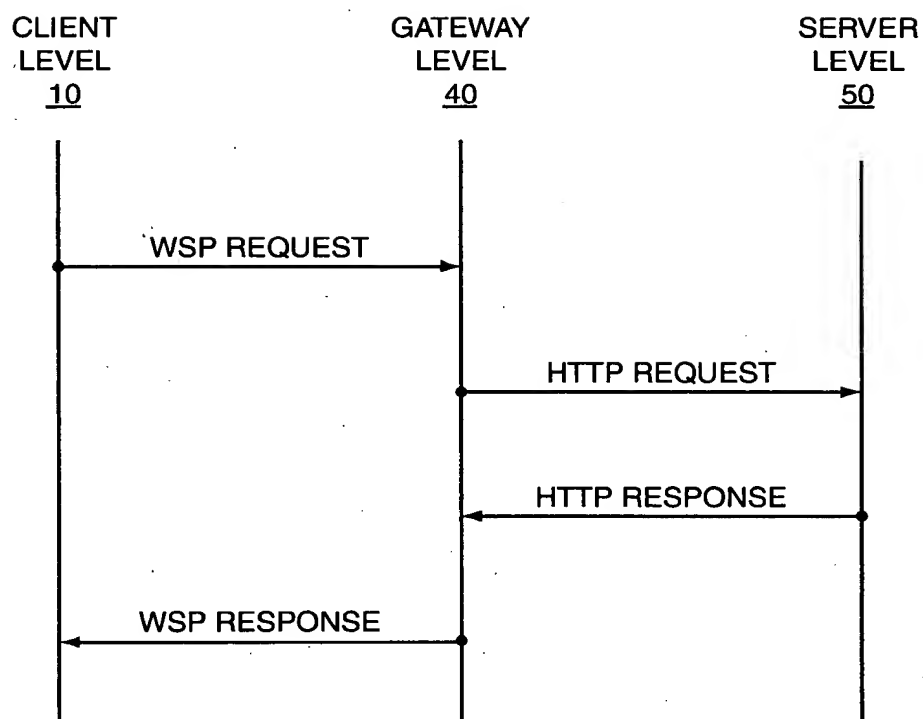 CLIENT
LEVEL
10
GATEWAY
LEVEL
40
SERVER
LEVEL
50
WSP REQUEST
HTTP REQUEST
HTTP RESPONSE
WSP RESPONSE